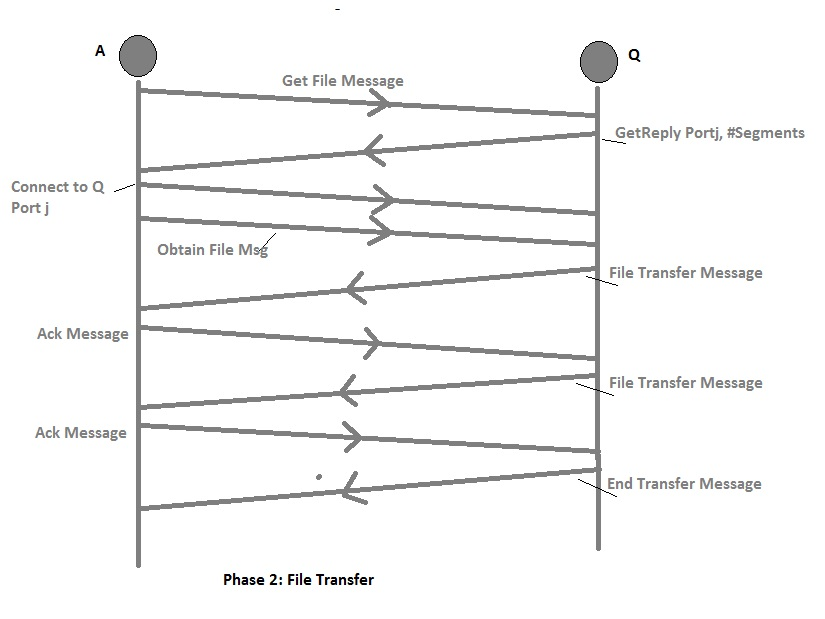 A
Q
Get File Message
GetReply Portj, #Segments
Connect to Q
Port j
Obtain File Msg
File Transfer Message
Ack Message
File Transfer Message
Ack Message
End Transfer Message
Phase 2: File Transfer